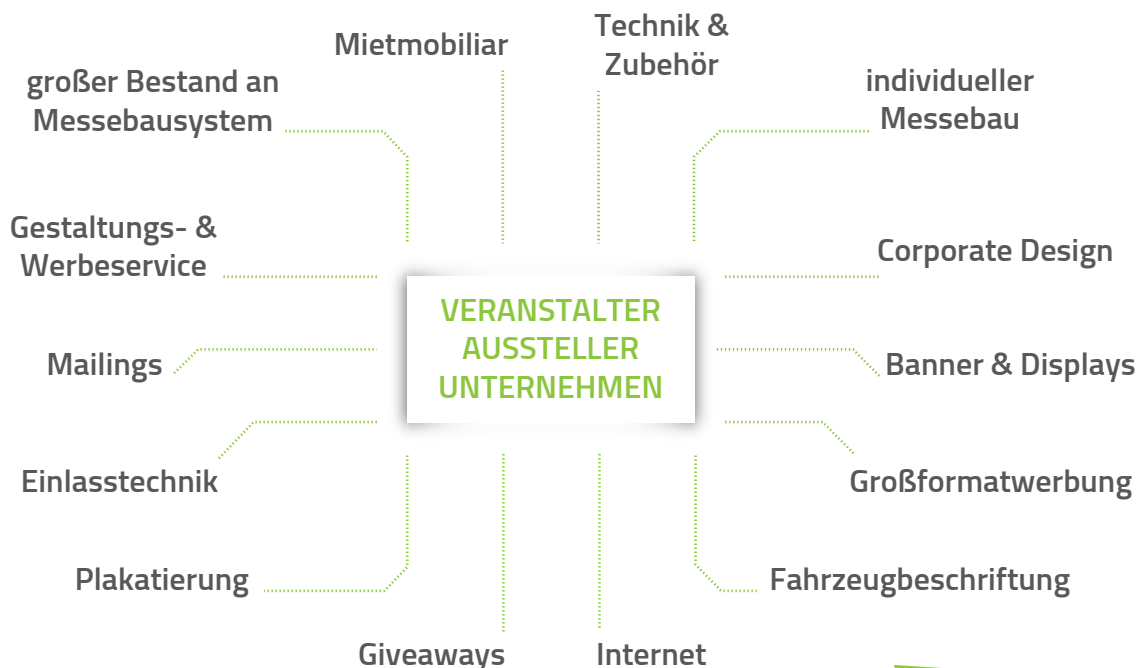 Mietmobiliar
Technik &
Zubehör
großer Bestand an
Messebausystem
individueller
Messebau
Gestaltungs- &
Werbeservice
Corporate Design
VERANSTALTER
AUSSTELLER
UNTERNEHMEN
Mailings
Banner & Displays
Einlasstechnik
Großformatwerbung
Plakatierung
Fahrzeugbeschriftung
Giveaways
Internet